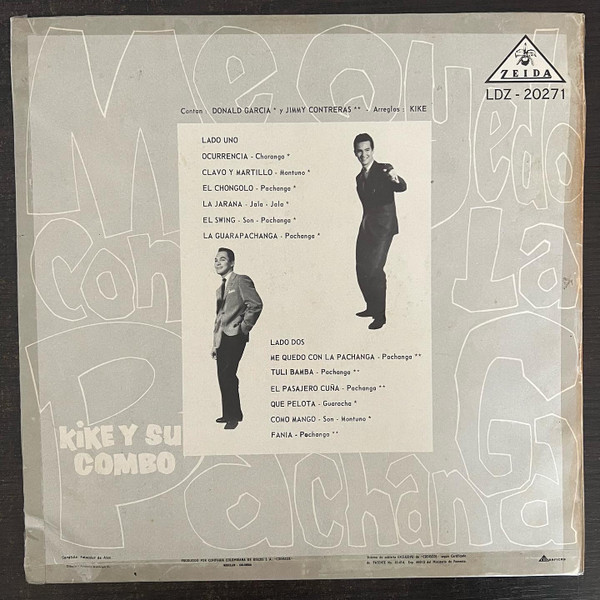 Me Quedo
con la
Pachanga
ZEIDA
LDZ - 20271
Cantan: DONALD GARCIA * y JIMMY CONTRERAS ** - Arreglos: KIKE
LADO UNO
OCURRENCIA - Charanga *
CLAVO Y MARTILLO - Montuno *
EL CHONGOLO - Pachanga *
LA JARANA - Jala - Jala *
EL SWING - Son - Pachanga *
LA GUARAPACHANGA - Pachanga *
LADO DOS
ME QUEDO CON LA PACHANGA - Pachanga **
TULI BAMBA - Pachanga **
EL PASAJERO CUÑA - Pachanga **
QUE PELOTA - Guaracha *
COMO MANGO - Son - Montuno *
FANIA - Pachanga **
KIKE Y SU
COMBO